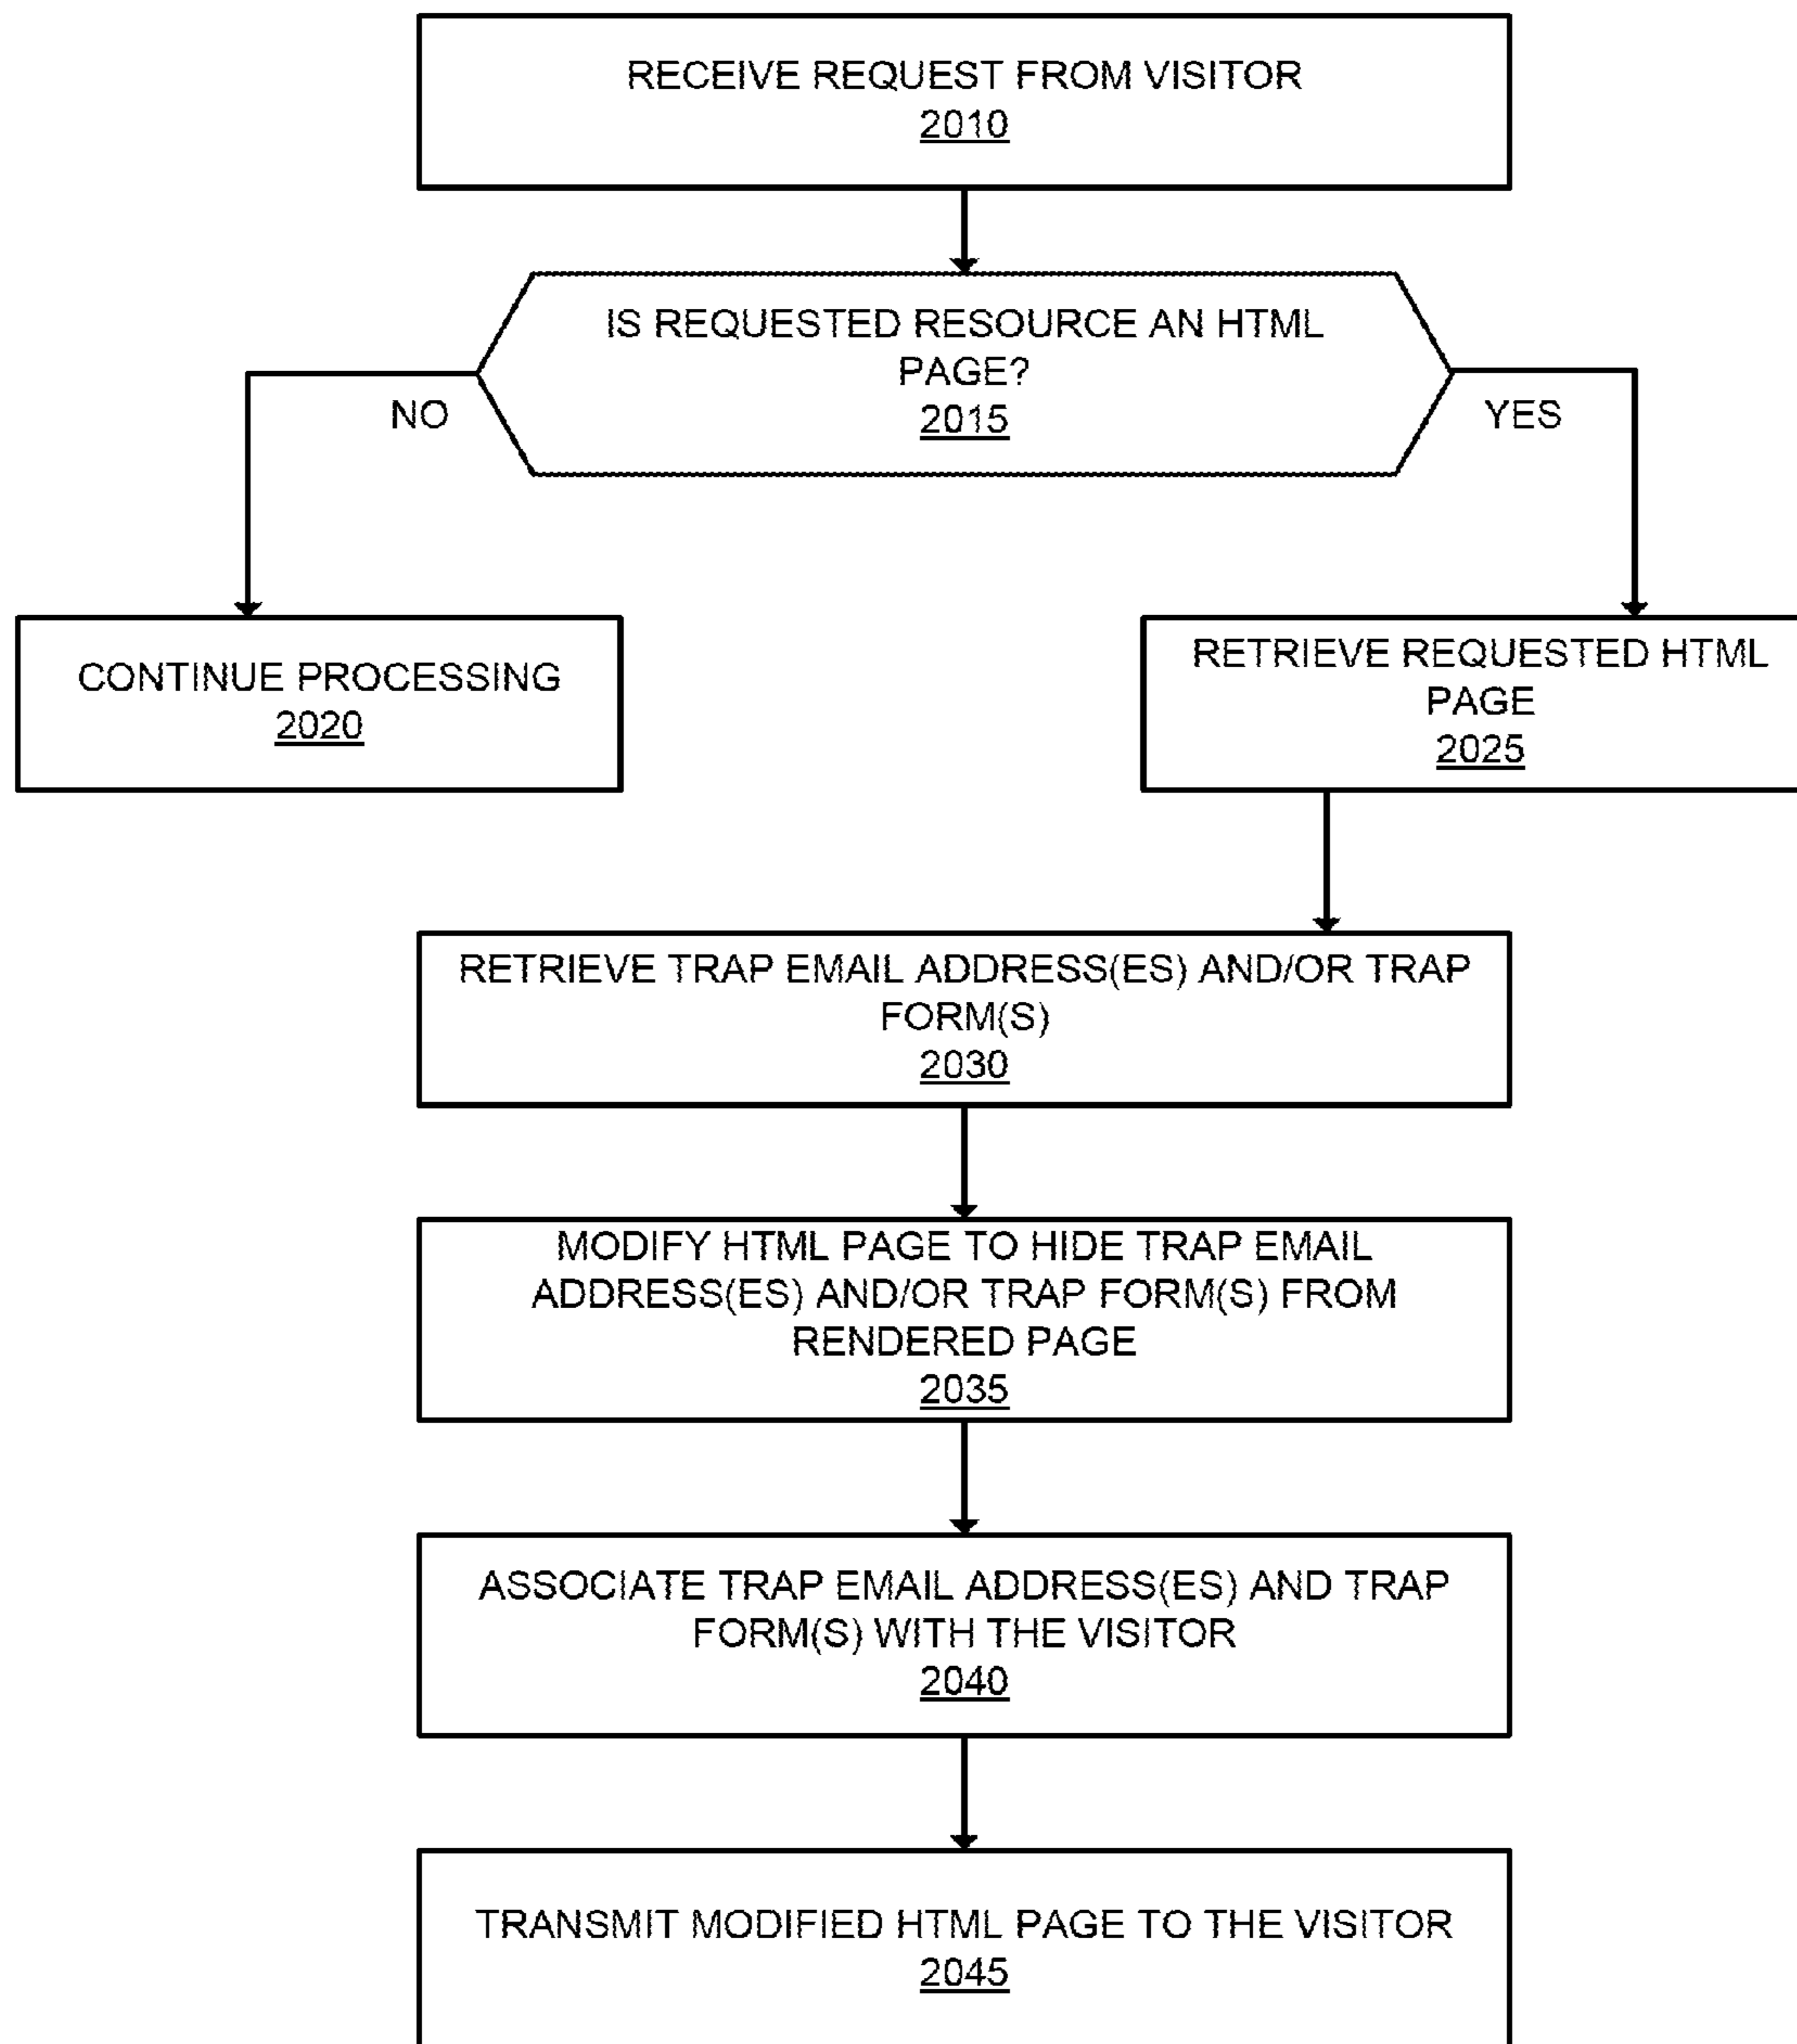 RECEIVE REQUEST FROM VISITOR
2010
IS REQUESTED RESOURCE AN HTML
PAGE?
2015
NO
YES
CONTINUE PROCESSING
2020
RETRIEVE REQUESTED HTML
PAGE
2025
RETRIEVE TRAP EMAIL ADDRESS(ES) AND/OR TRAP
FORM(S)
2030
MODIFY HTML PAGE TO HIDE TRAP EMAIL
ADDRESS(ES) AND/OR TRAP FORM(S) FROM
RENDERED PAGE
2035
ASSOCIATE TRAP EMAIL ADDRESS(ES) AND TRAP
FORM(S) WITH THE VISITOR
2040
TRANSMIT MODIFIED HTML PAGE TO THE VISITOR
2045